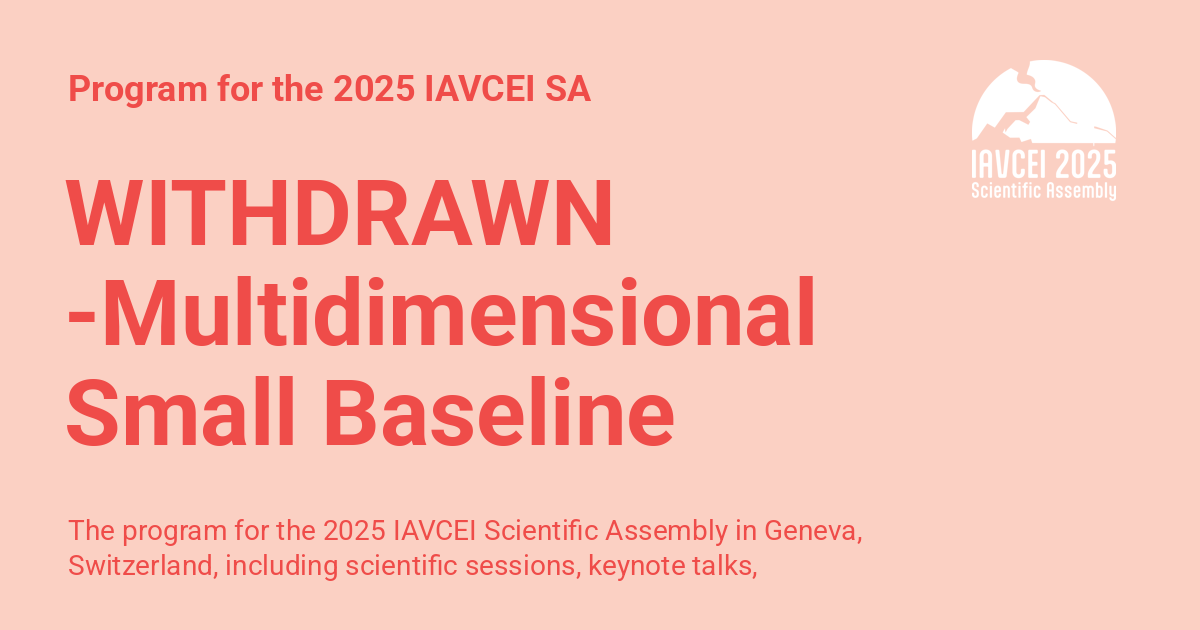 Program for the 2025 IAVCEI SA
IAVCEI 2025
Scientific Assembly
WITHDRAWN
-Multidimensional
Small Baseline
The program for the 2025 IAVCEI Scientific Assembly in Geneva,
Switzerland, including scientific sessions, keynote talks,